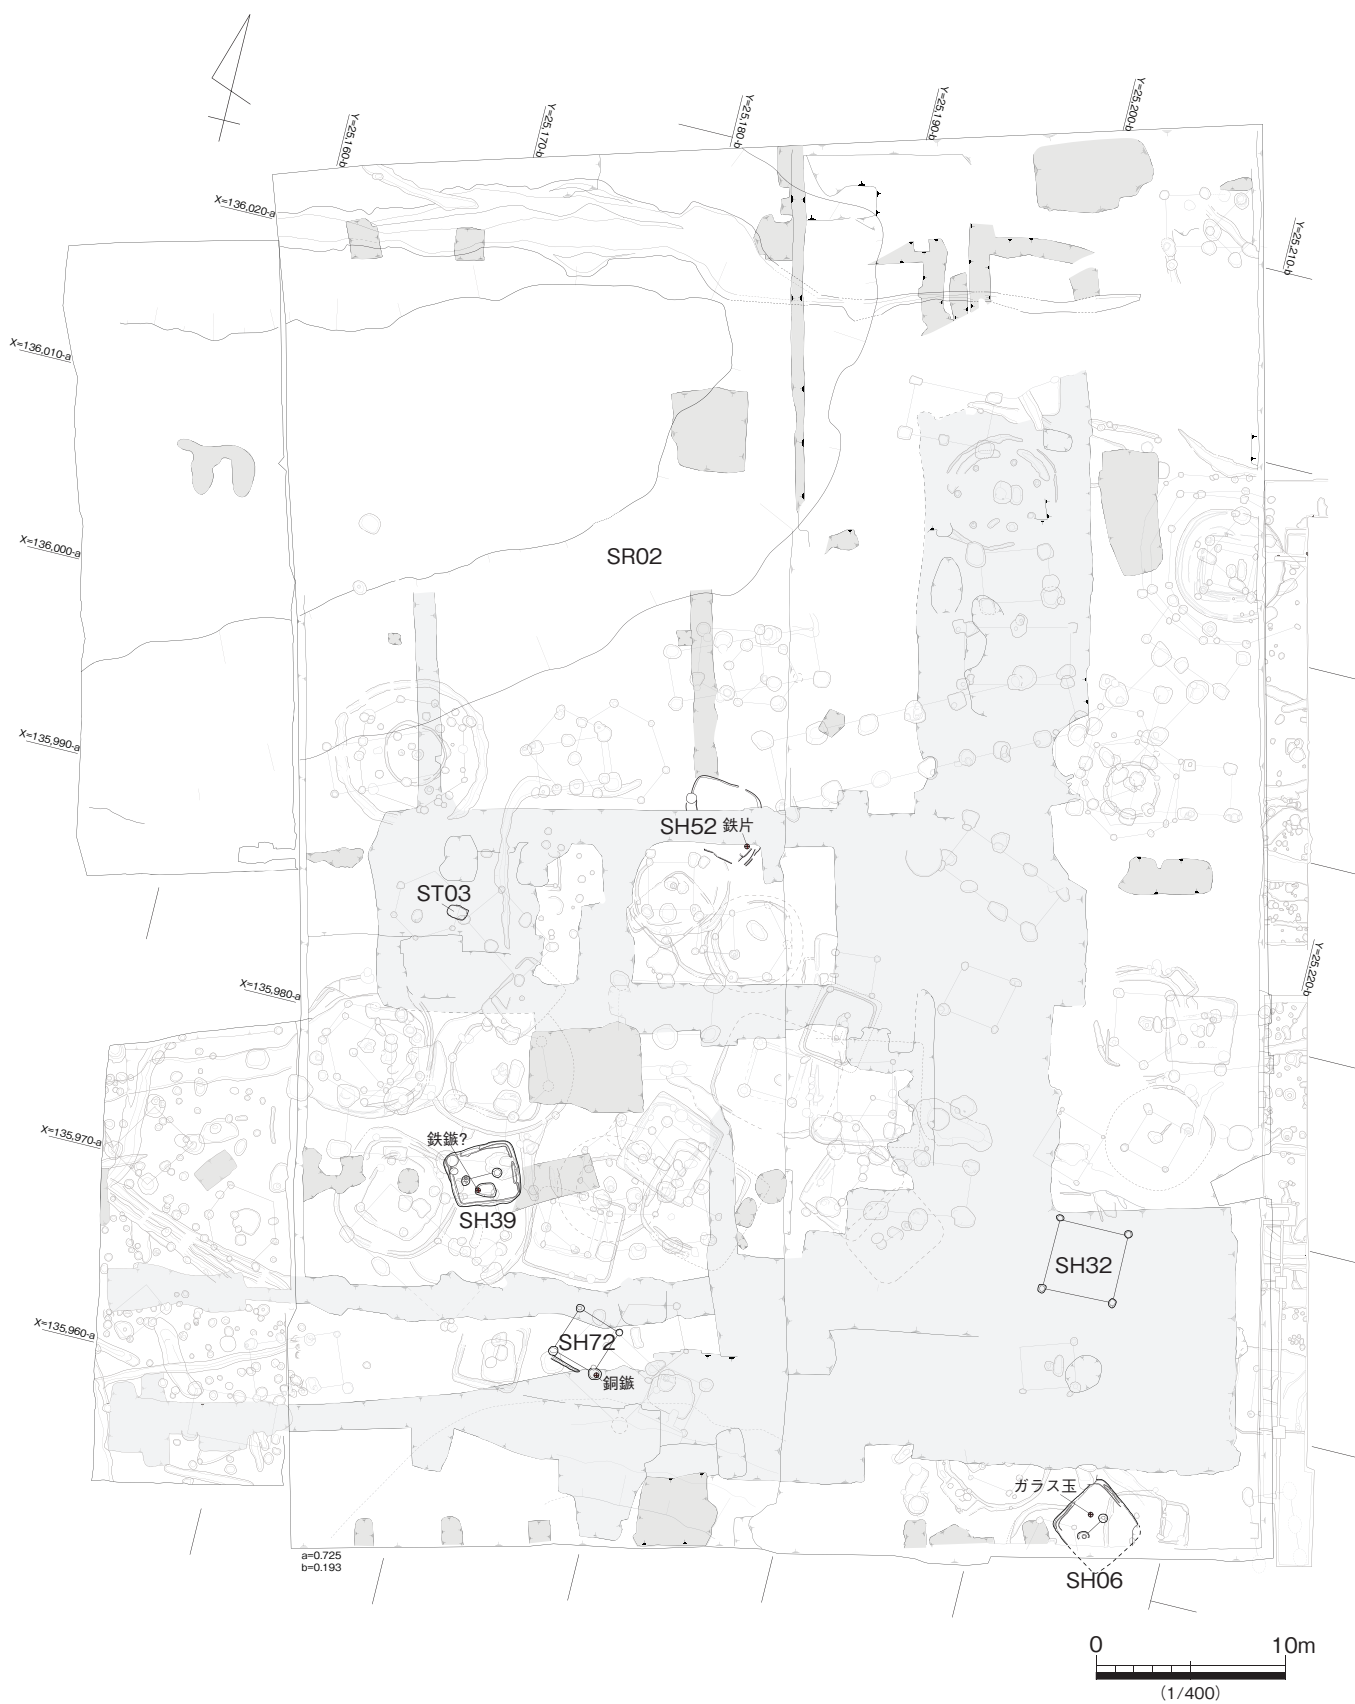 Y=25,160-b
Y=25,170-b
Y=25,180-b
Y=25,190-b
Y=25,200-b
X=136,020-a
Y=25,210-b
X=136,010-a
X=136,000-a
SR02
X=135,990-a
SH52 鉄片
ST03
Y=25,220-b
X=135,980-a
X=135,970-a
鉄鏃?
SH39
SH32
X=135,960-a
SH72
銅鏃
ガラス玉
a=0.725
b=0.193
SH06
0 10m
(1/400)